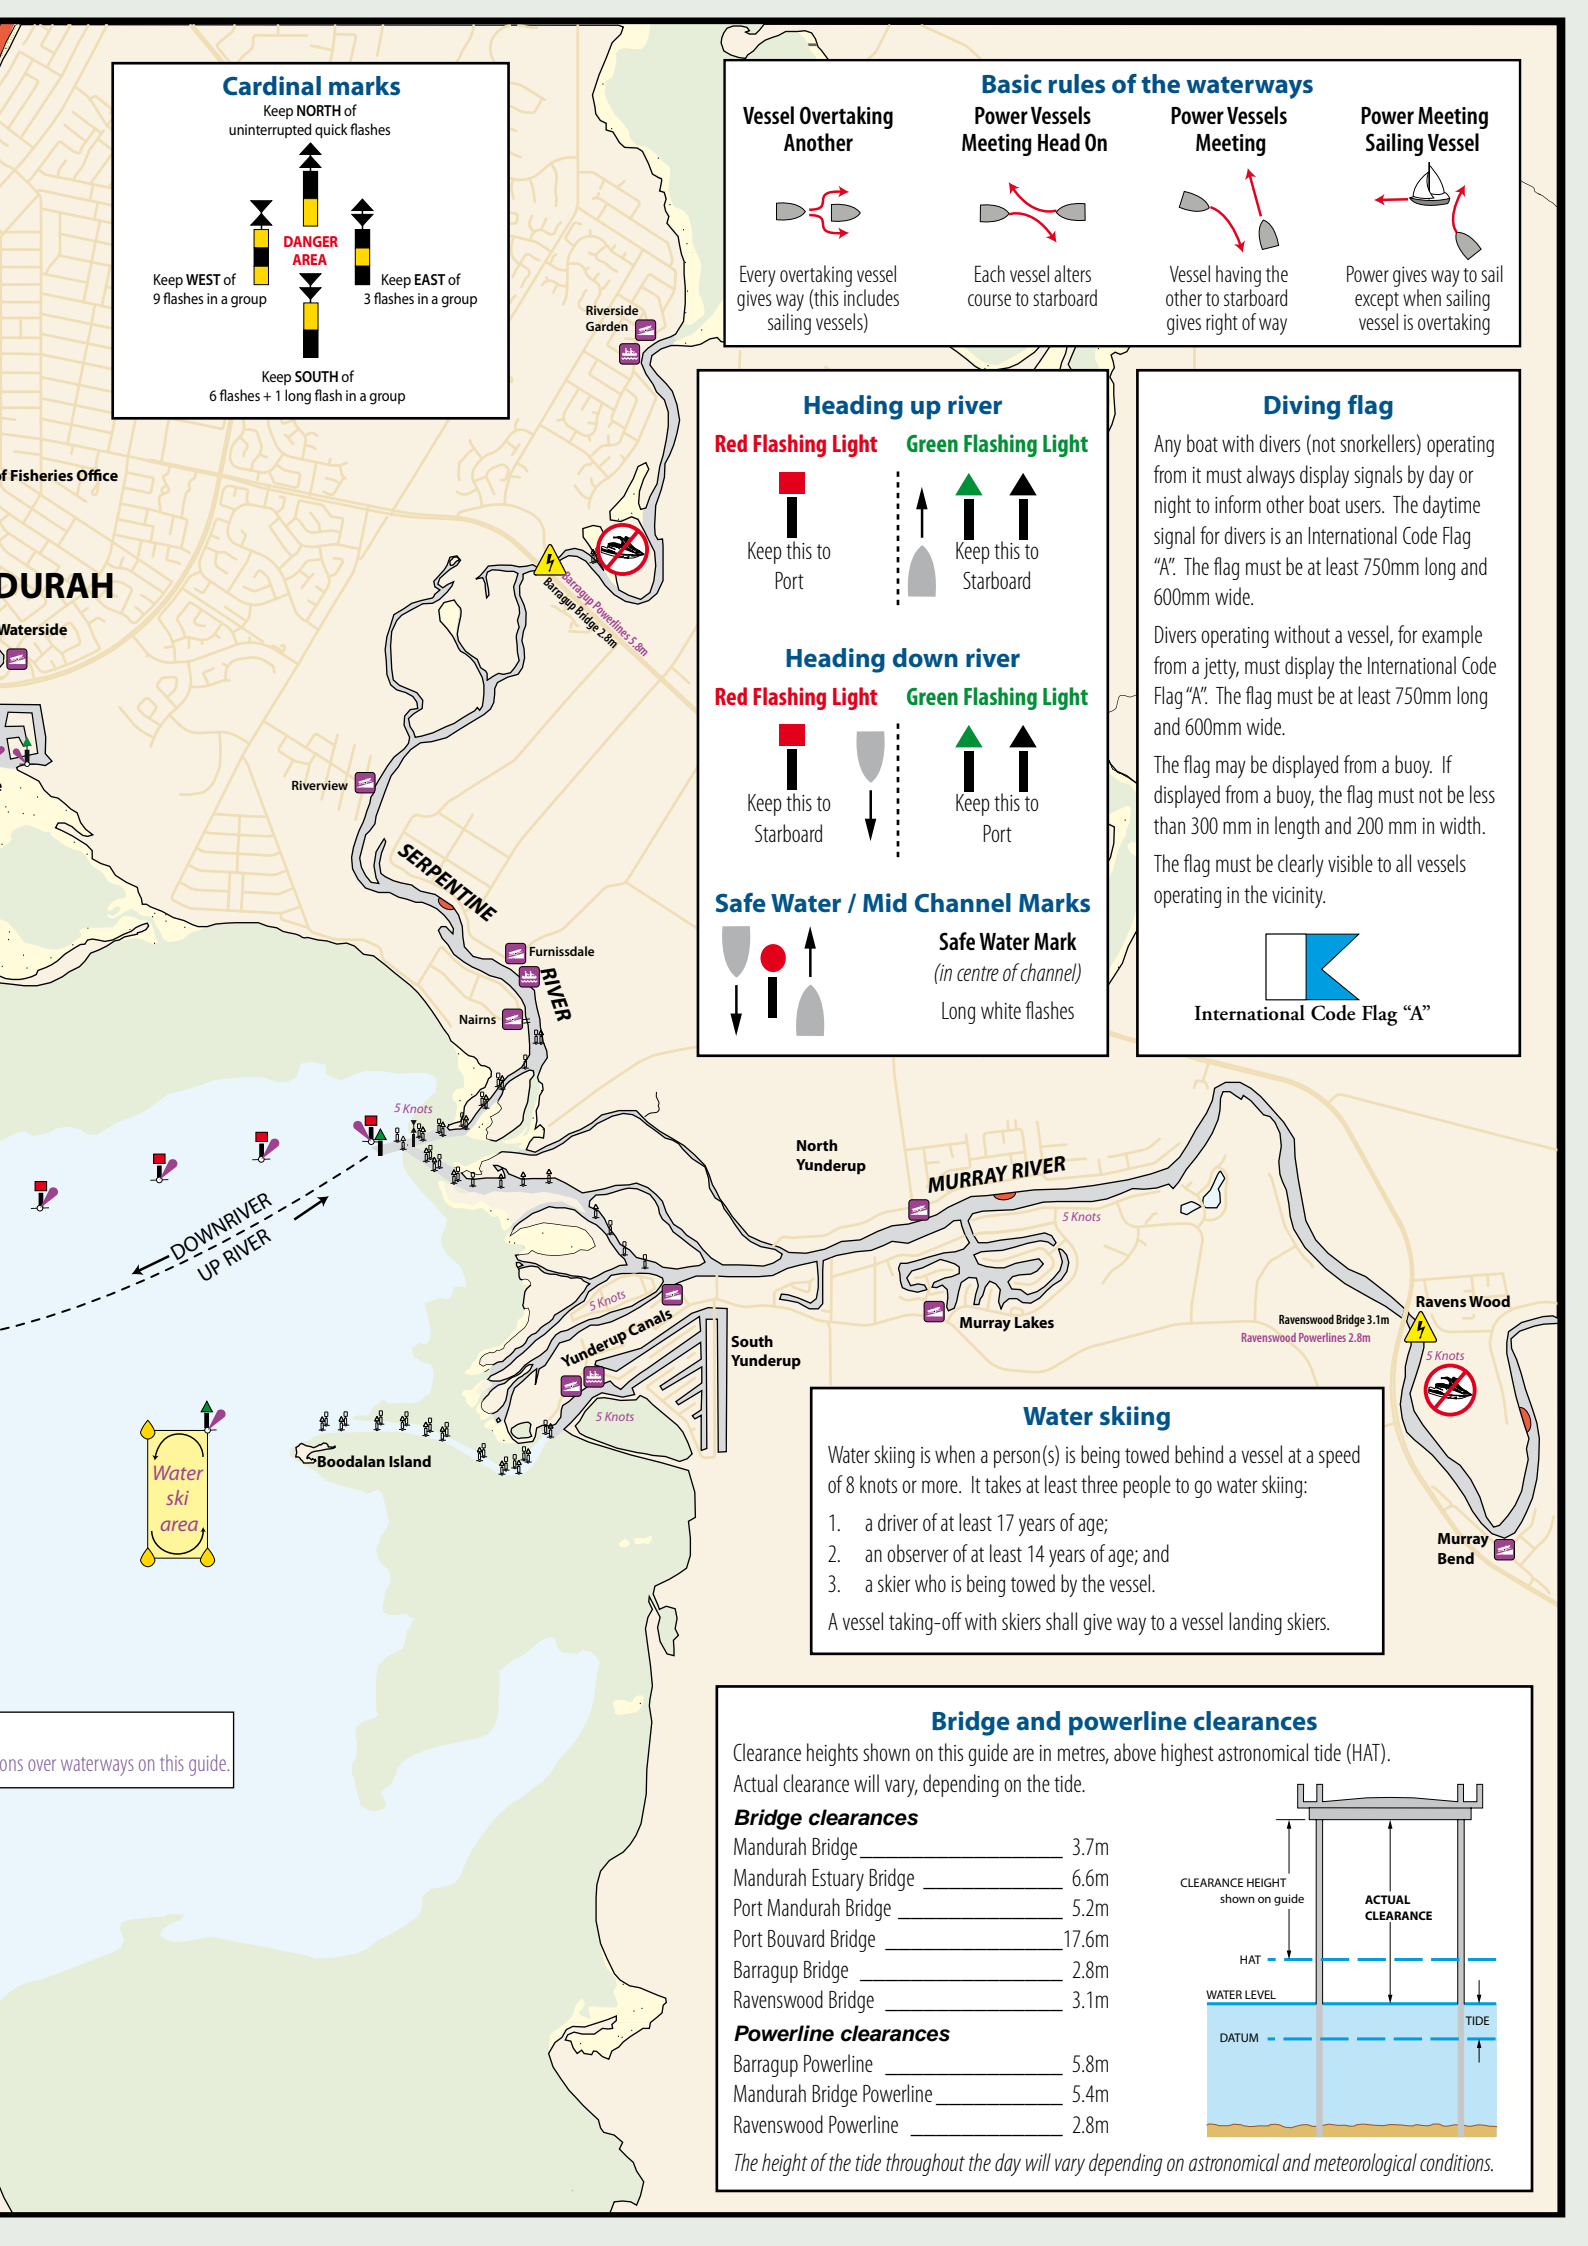 Cardinal marks
Keep NORTH of
uninterrupted quick flashes
DANGER
AREA
Keep WEST of
9 flashes in a group
Keep EAST of
3 flashes in a group
Keep SOUTH of
6 flashes + 1 long flash in a group
Basic rules of the waterways
Vessel Overtaking
Another
Every overtaking vessel
gives way (this includes
sailing vessels)
Power Vessels
Meeting Head On
Each vessel alters
course to starboard
Power Vessels
Meeting
Vessel having the
other to starboard
gives right of way
Power Meeting
Sailing Vessel
Power gives way to sail
except when sailing
vessel is overtaking
Riverside
Garden
Heading up river
Red Flashing Light
Green Flashing Light
Keep this to
Port
Keep this to
Starboard
Heading down river
Red Flashing Light
Green Flashing Light
Keep this to
Starboard
Keep this to
Port
Safe Water / Mid Channel Marks
Safe Water Mark
(in centre of channel)
Long white flashes
Diving flag
Any boat with divers (not snorkellers) operating
from it must always display signals by day or
night to inform other boat users. The daytime
signal for divers is an International Code Flag
“A”. The flag must be at least 750mm long and
600mm wide.
Divers operating without a vessel, for example
from a jetty, must display the International Code
Flag “A”. The flag must be at least 750mm long
and 600mm wide.
The flag may be displayed from a buoy. If
displayed from a buoy, the flag must not be less
than 300 mm in length and 200 mm in width.
The flag must be clearly visible to all vessels
operating in the vicinity.
International Code Flag “A”
of Fisheries Office
DURAH
Waterside
Barragup Powerlines 5.8m
Barragup Bridge 2.8m
Riverview
SERPENTINE
RIVER
Furnissdale
Nairns
5 Knots
DOWNRIVER
UP RIVER
North
Yunderup
MURRAY RIVER
5 Knots
5 Knots
Yunderup Canals
South
Yunderup
Murray Lakes
5 Knots
Ravens Wood
Ravenswood Bridge 3.1m
Ravenswood Powerlines 2.8m
5 Knots
Murray
Bend
Boodalan Island
Water
ski
area
Water skiing
Water skiing is when a person(s) is being towed behind a vessel at a speed
of 8 knots or more. It takes at least three people to go water skiing:
1. a driver of at least 17 years of age;
2. an observer of at least 14 years of age; and
3. a skier who is being towed by the vessel.
A vessel taking-off with skiers shall give way to a vessel landing skiers.
ons over waterways on this guide.
Bridge and powerline clearances
Clearance heights shown on this guide are in metres, above highest astronomical tide (HAT).
Actual clearance will vary, depending on the tide.
Bridge clearances
Mandurah Bridge 3.7m
Mandurah Estuary Bridge 6.6m
Port Mandurah Bridge 5.2m
Port Bouvard Bridge 17.6m
Barragup Bridge 2.8m
Ravenswood Bridge 3.1m
Powerline clearances
Barragup Powerline 5.8m
Mandurah Bridge Powerline 5.4m
Ravenswood Powerline 2.8m
CLEARANCE HEIGHT
shown on guide
ACTUAL
CLEARANCE
HAT
WATER LEVEL
TIDE
DATUM
The height of the tide throughout the day will vary depending on astronomical and meteorological conditions.